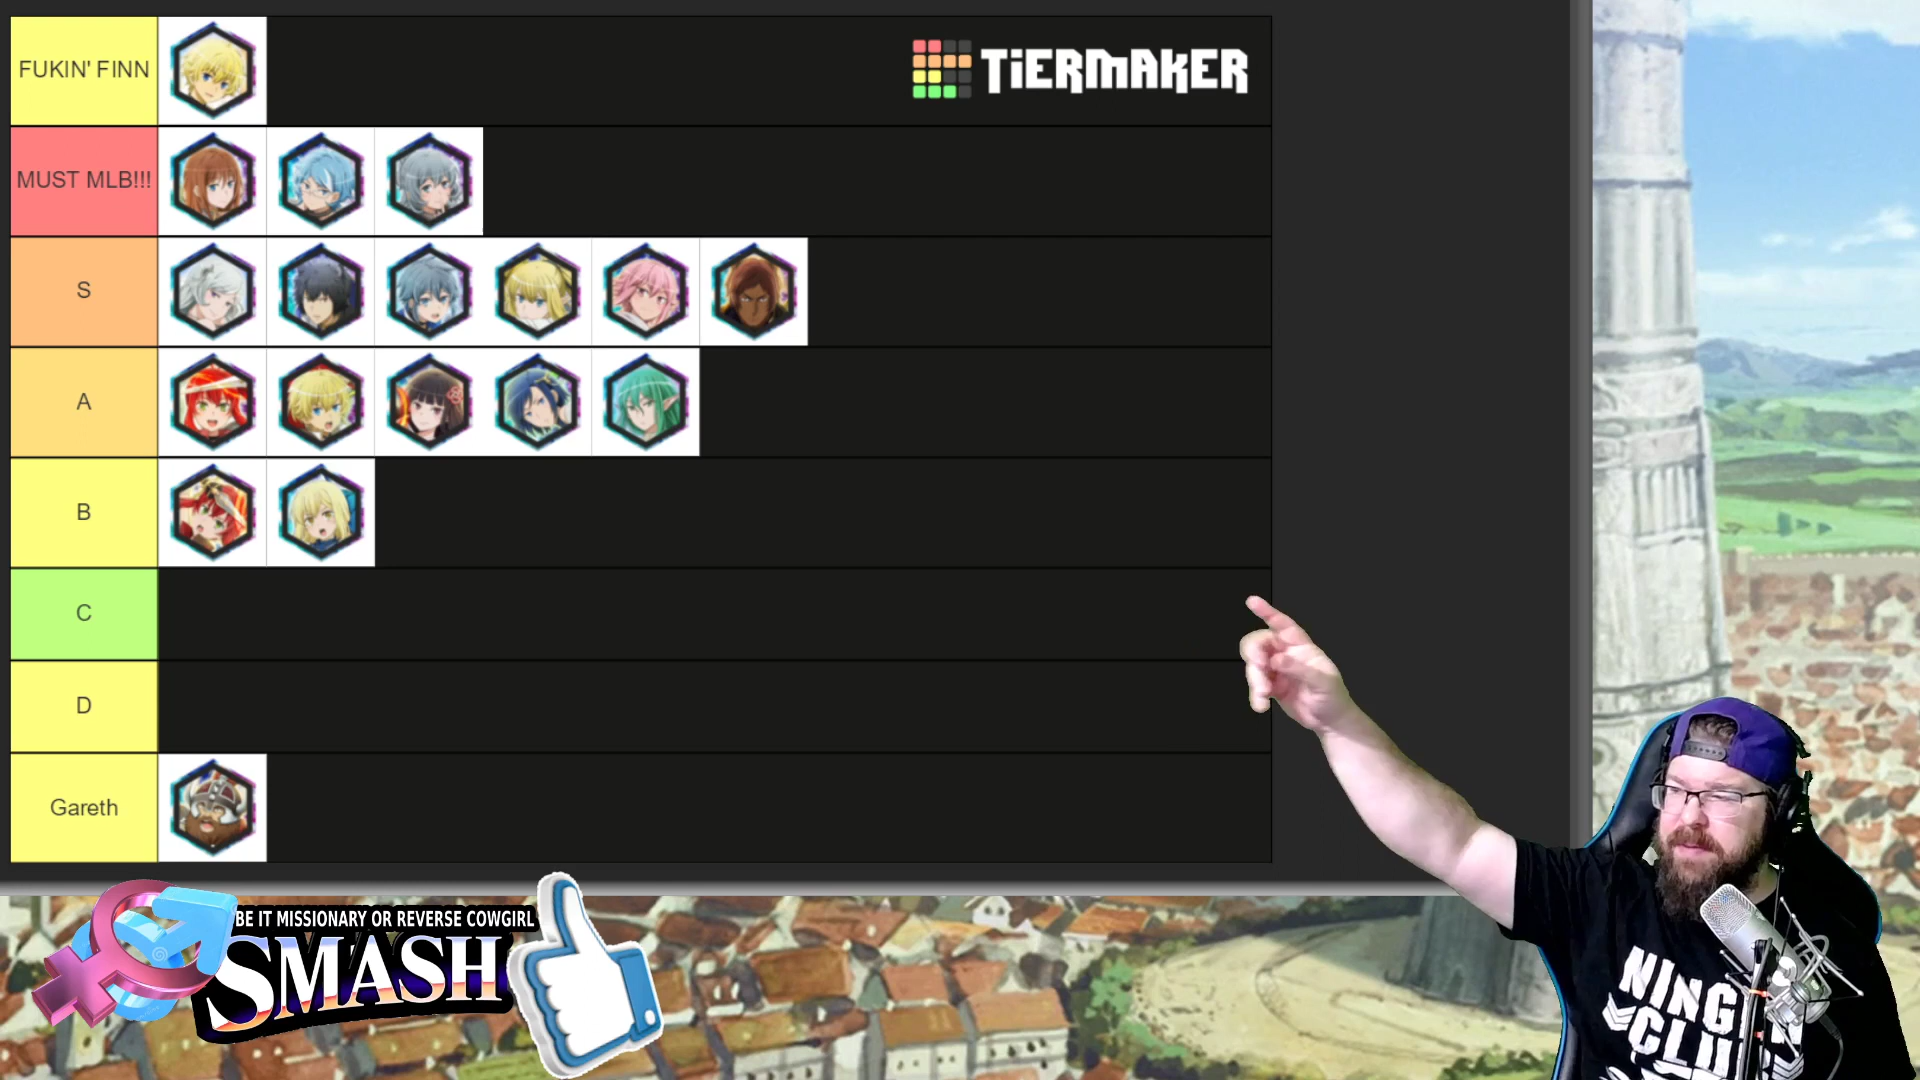 FUKIN' FINN
TiERMAKER
MUST MLB!!!
S
A
B
C
D
Gareth
BE IT MISSIONARY OR REVERSE COWGIRL
SMASH